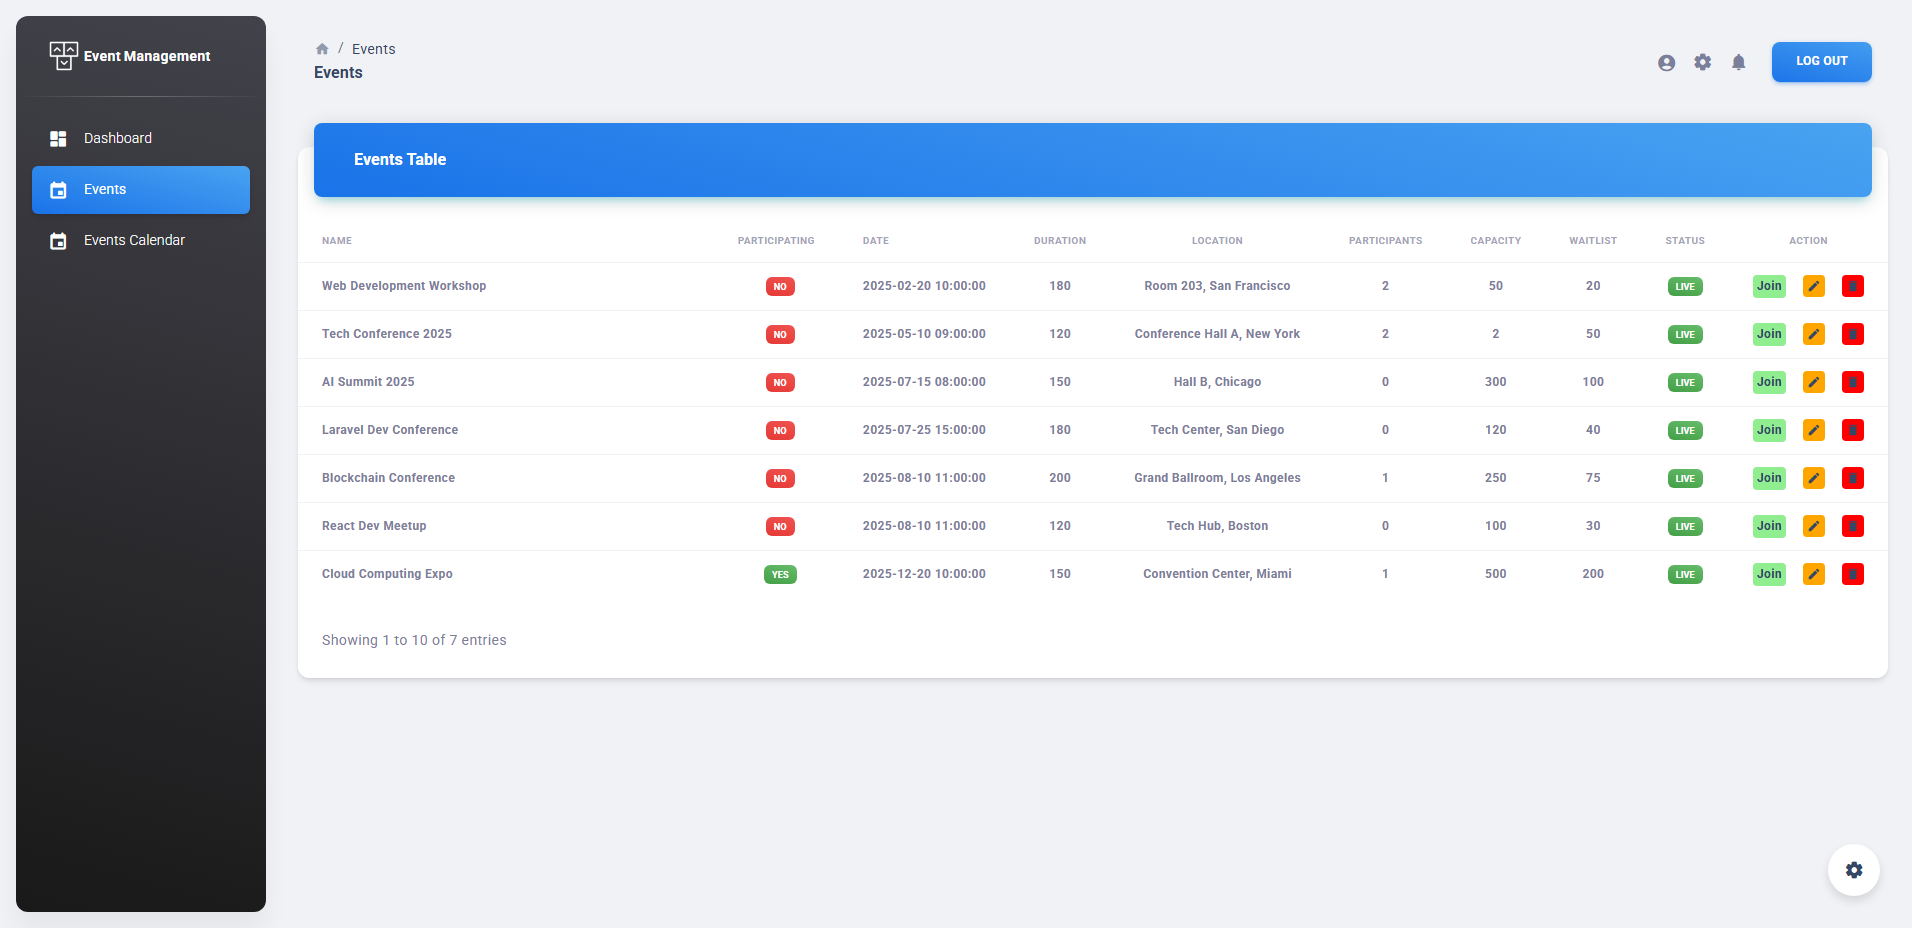 Event Management
Dashboard
Events
Events Calendar
/ Events
Events
LOG OUT
Events Table
NAME PARTICIPATING DATE DURATION LOCATION PARTICIPANTS CAPACITY WAITLIST STATUS ACTION
Web Development Workshop NO 2025-02-20 10:00:00 180 Room 203, San Francisco 2 50 20 LIVE Join
Tech Conference 2025 NO 2025-05-10 09:00:00 120 Conference Hall A, New York 2 2 50 LIVE Join
AI Summit 2025 NO 2025-07-15 08:00:00 150 Hall B, Chicago 0 300 100 LIVE Join
Laravel Dev Conference NO 2025-07-25 15:00:00 180 Tech Center, San Diego 0 120 40 LIVE Join
Blockchain Conference NO 2025-08-10 11:00:00 200 Grand Ballroom, Los Angeles 1 250 75 LIVE Join
React Dev Meetup NO 2025-08-10 11:00:00 120 Tech Hub, Boston 0 100 30 LIVE Join
Cloud Computing Expo YES 2025-12-20 10:00:00 150 Convention Center, Miami 1 500 200 LIVE Join
Showing 1 to 10 of 7 entries